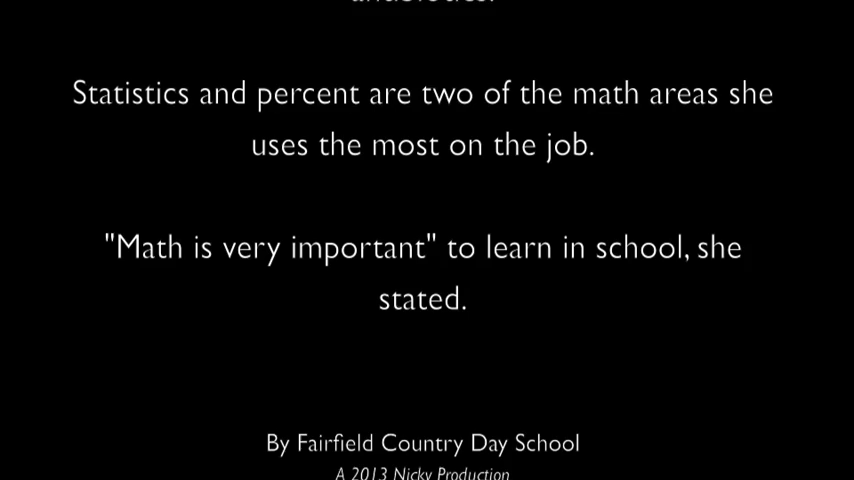 Statistics and percent are two of the math areas she
uses the most on the job.
"Math is very important" to learn in school, she
stated.
By Fairfield Country Day School
A 2013 Nicky Production